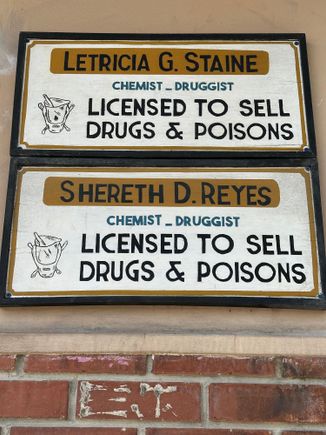 LETRICIA G. STAINE
CHEMIST - DRUGGIST
LICENSED TO SELL
DRUGS & POISONS
SHERETH D. REYES
CHEMIST - DRUGGIST
LICENSED TO SELL
DRUGS & POISONS